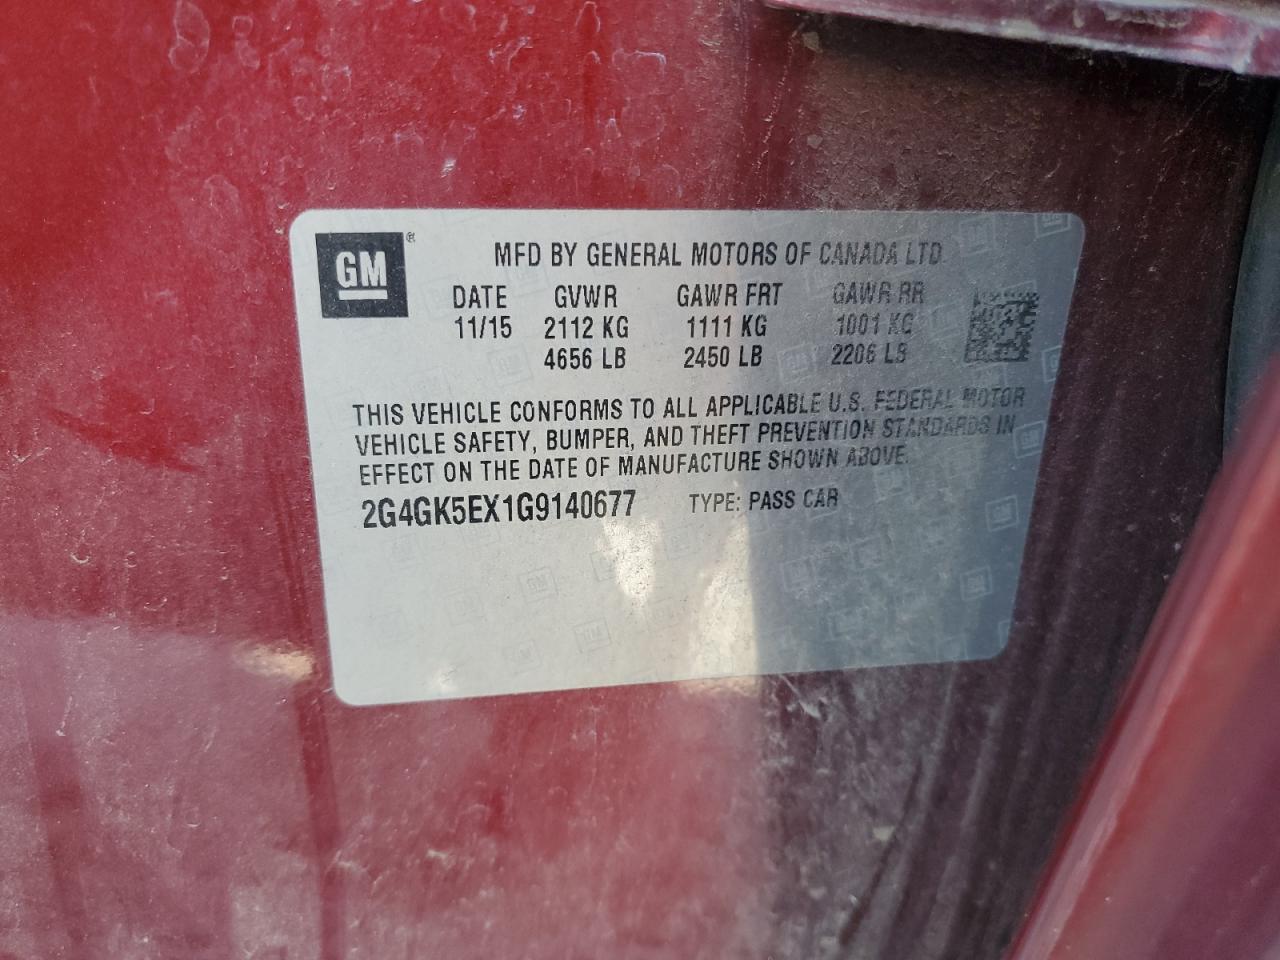 GM ®
MFD BY GENERAL MOTORS OF CANADA LTD.
DATE GVWR GAWR FRT GAWR RR
11/15 2112 KG 1111 KG 1001 KG
4656 LB 2450 LB 2206 LB
THIS VEHICLE CONFORMS TO ALL APPLICABLE U.S. FEDERAL MOTOR
VEHICLE SAFETY, BUMPER, AND THEFT PREVENTION STANDARDS IN
EFFECT ON THE DATE OF MANUFACTURE SHOWN ABOVE.
2G4GK5EX1G9140677 TYPE: PASS CAR